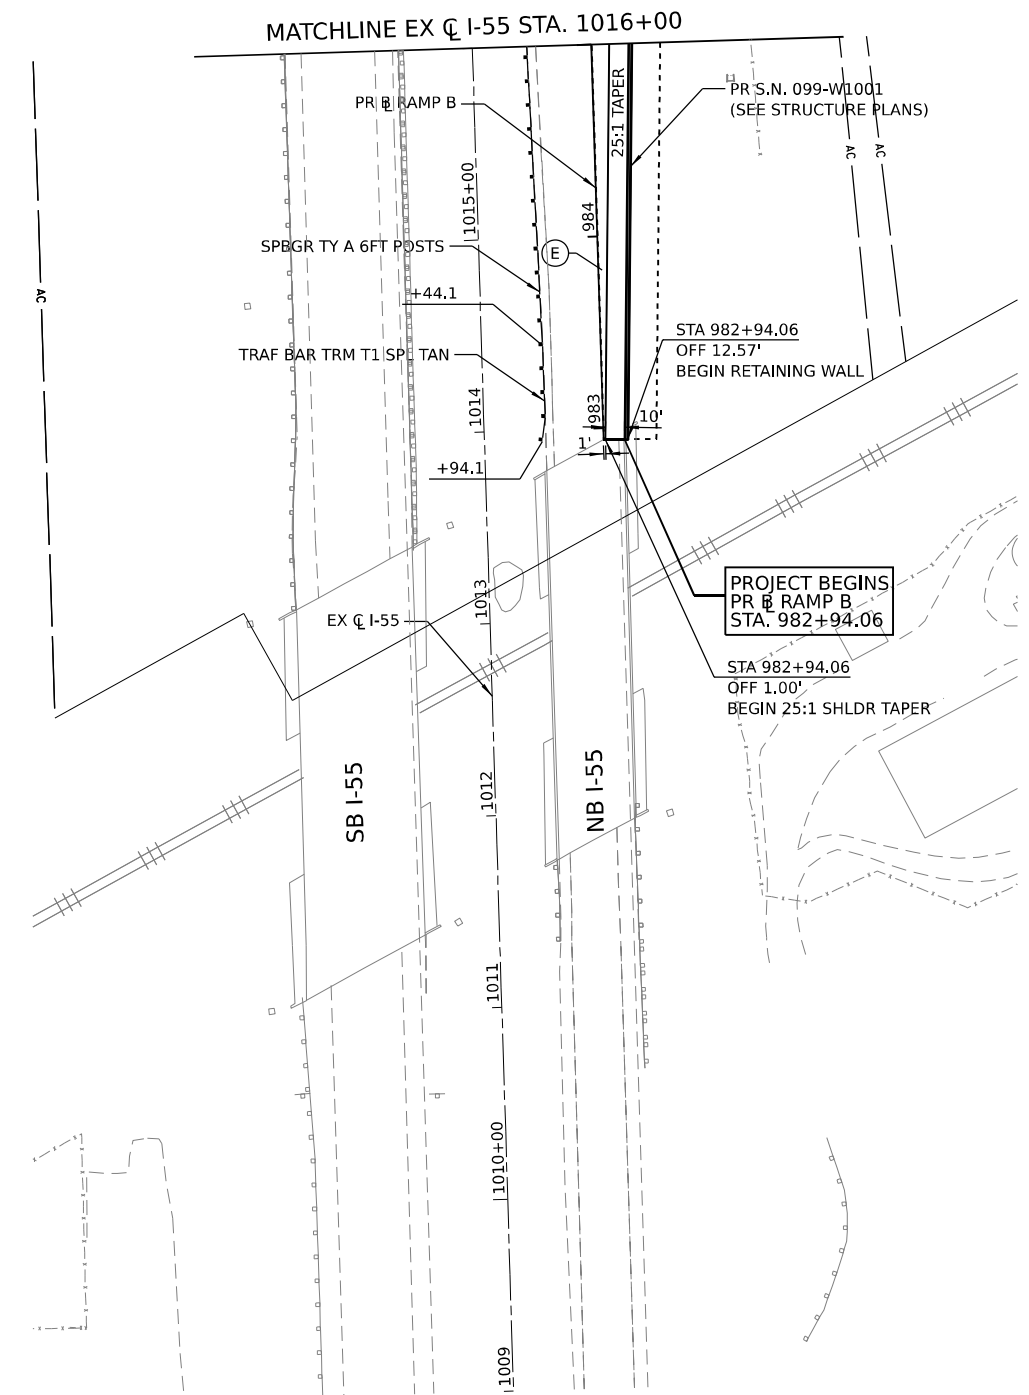 MATCHLINE EX ℄ I-55 STA. 1016+00
PR S.N. 099-W1001
(SEE STRUCTURE PLANS)
PR BL RAMP B
25:1 TAPER
AC
AC
1015+00
984
SPBGR TY A 6FT POSTS
E
AC
+44.1
STA 982+94.06
OFF 12.57'
BEGIN RETAINING WALL
TRAF BAR TRM T1 SPL TAN
1014
983
10'
1'
+94.1
PROJECT BEGINS
PR BL RAMP B
STA. 982+94.06
1013
EX ℄ I-55
STA 982+94.06
OFF 1.00'
BEGIN 25:1 SHLDR TAPER
SB I-55
1012
NB I-55
1011
1010+00
1009